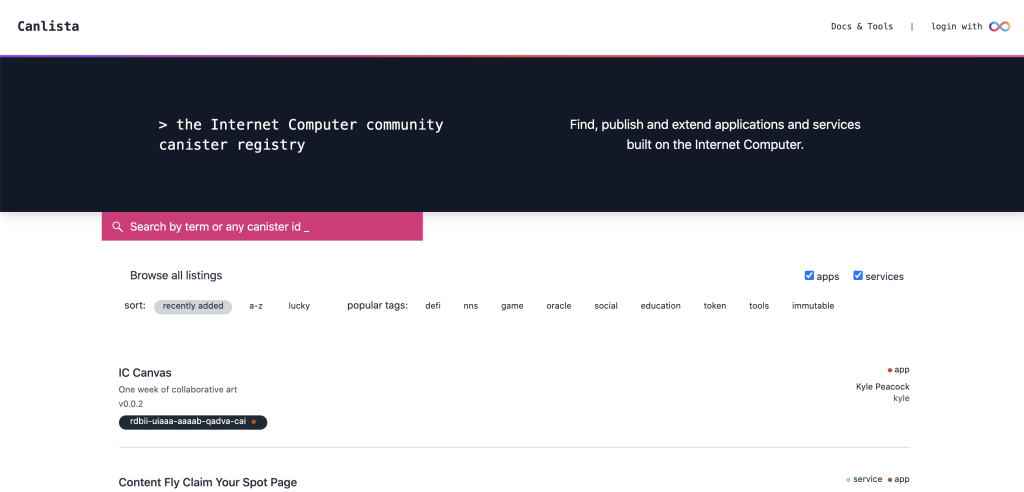 Canlista
Docs & Tools | login with
> the Internet Computer community
canister registry
Find, publish and extend applications and services
built on the Internet Computer.
Search by term or any canister id _
Browse all listings
apps services
sort: recently added a-z lucky popular tags: defi nns game oracle social education token tools immutable
IC Canvas
app
One week of collaborative art
Kyle Peacock
v0.0.2
kyle
rdbii-uiaaa-aaaab-qadva-cai
Content Fly Claim Your Spot Page
service app